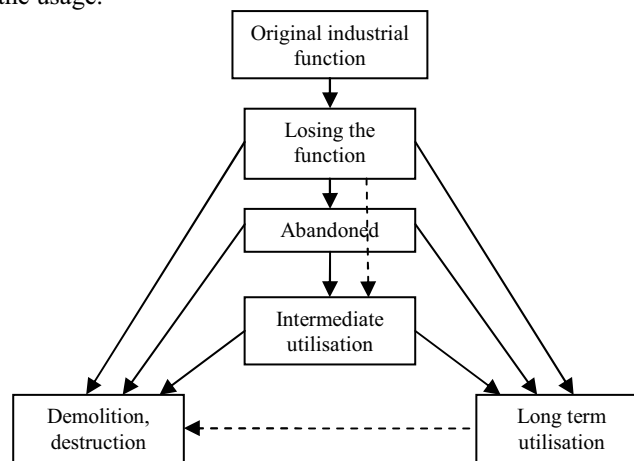 the usage.
Original industrial
function
Losing the
function
Abandoned
Intermediate
utilisation
Demolition,
destruction
Long term
utilisation